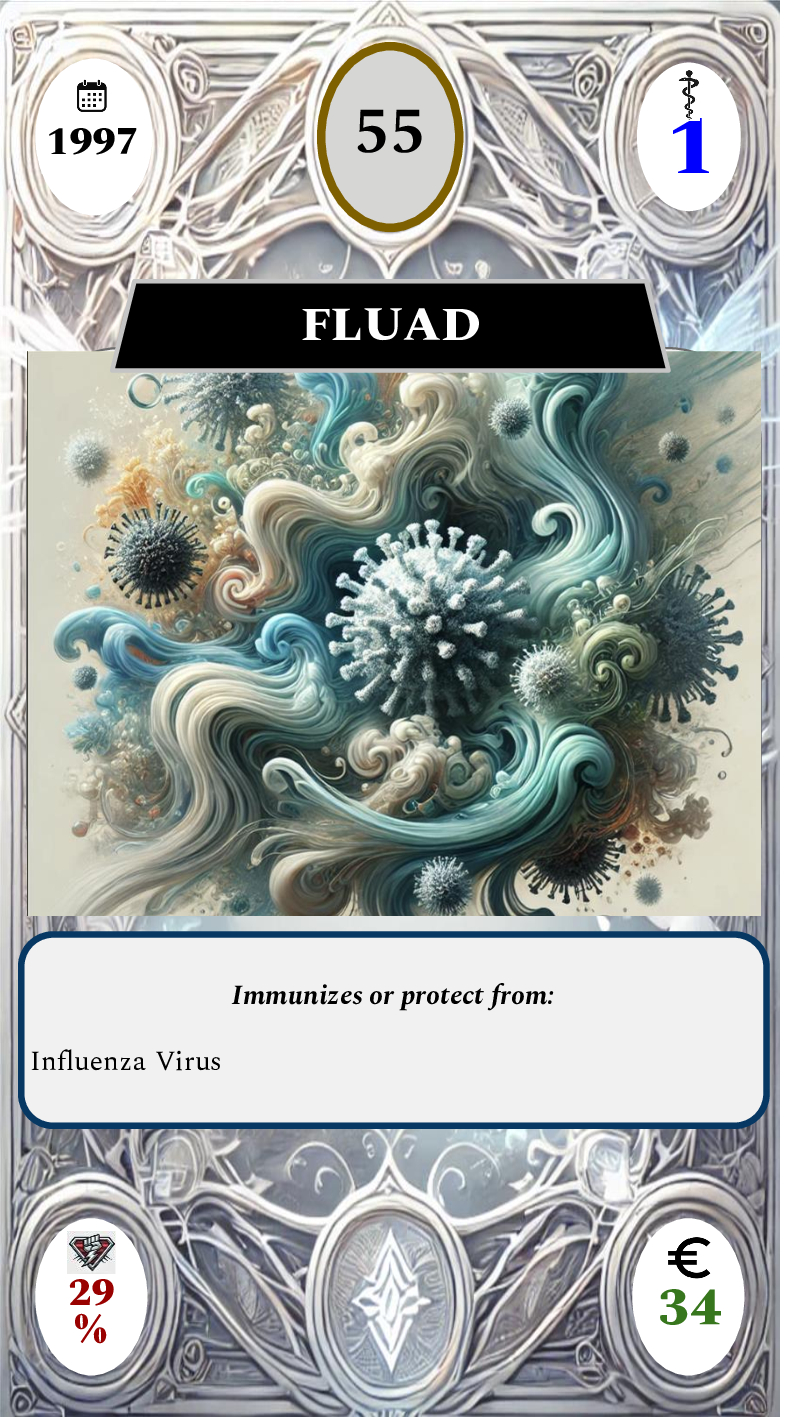 1997
55
1
FLUAD
Immunizes or protect from:
Influenza Virus
29
%
€
34